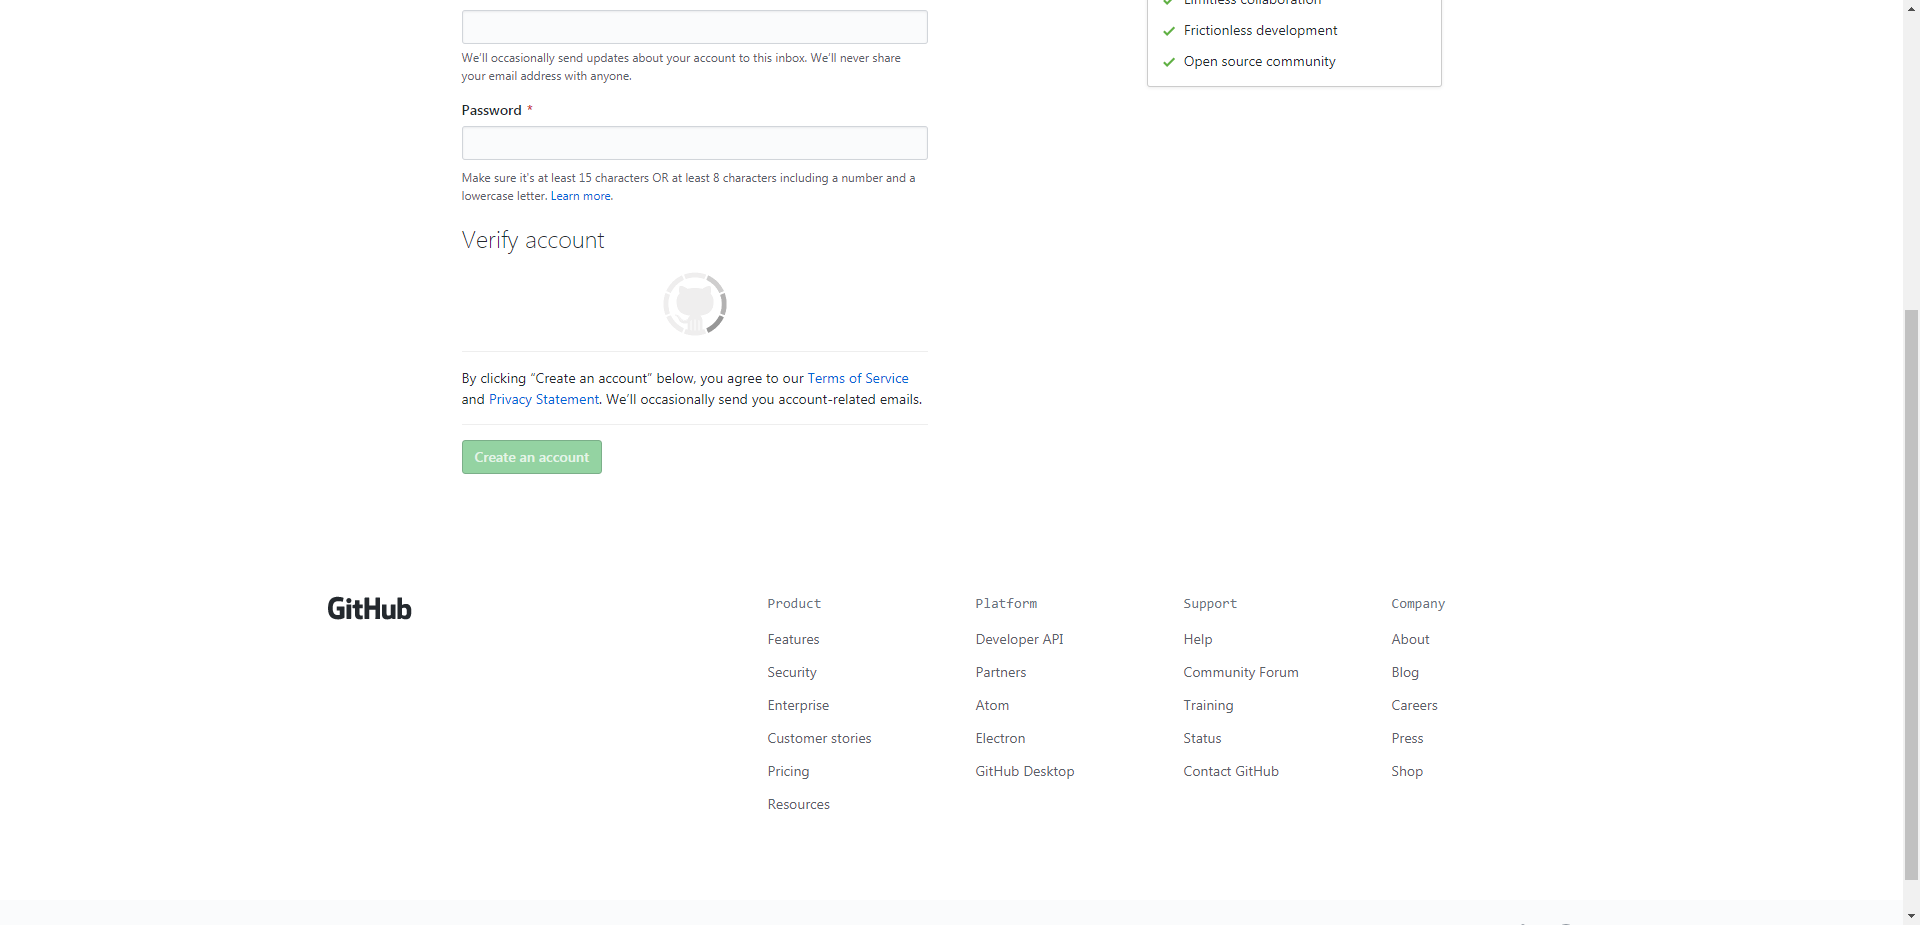 Limitless collaboration
Frictionless development
Open source community
We'll occasionally send updates about your account to this inbox. We'll never share
your email address with anyone.
Password *
Make sure it's at least 15 characters OR at least 8 characters including a number and a
lowercase letter. Learn more.
Verify account
By clicking “Create an account” below, you agree to our Terms of Service
and Privacy Statement. We'll occasionally send you account-related emails.
Create an account
GitHub
Product
Features
Security
Enterprise
Customer stories
Pricing
Resources
Platform
Developer API
Partners
Atom
Electron
GitHub Desktop
Support
Help
Community Forum
Training
Status
Contact GitHub
Company
About
Blog
Careers
Press
Shop